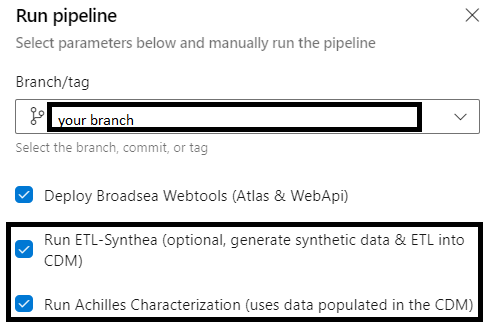 Run pipeline
Select parameters below and manually run the pipeline
Branch/tag
your branch
Select the branch, commit, or tag
Deploy Broadsea Webtools (Atlas & WebApi)
Run ETL-Synthea (optional, generate synthetic data & ETL into
CDM)
Run Achilles Characterization (uses data populated in the CDM)